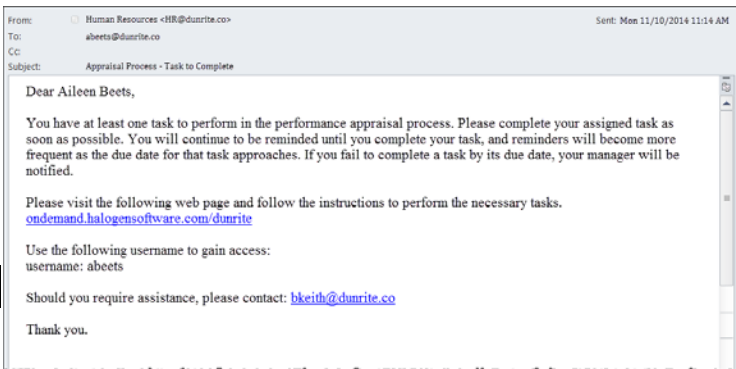 From: Human Resources <HR@dunrite.co> Sent: Mon 11/10/2014 11:14 AM
To: abeets@dunrite.co
Cc:
Subject: Appraisal Process - Task to Complete
Dear Aileen Beets,
You have at least one task to perform in the performance appraisal process. Please complete your assigned task as
soon as possible. You will continue to be reminded until you complete your task, and reminders will become more
frequent as the due date for that task approaches. If you fail to complete a task by its due date, your manager will be
notified.
Please visit the following web page and follow the instructions to perform the necessary tasks.
ondemand.halogensoftware.com/dunrite
Use the following username to gain access:
username: abeets
Should you require assistance, please contact: bkeith@dunrite.co
Thank you.